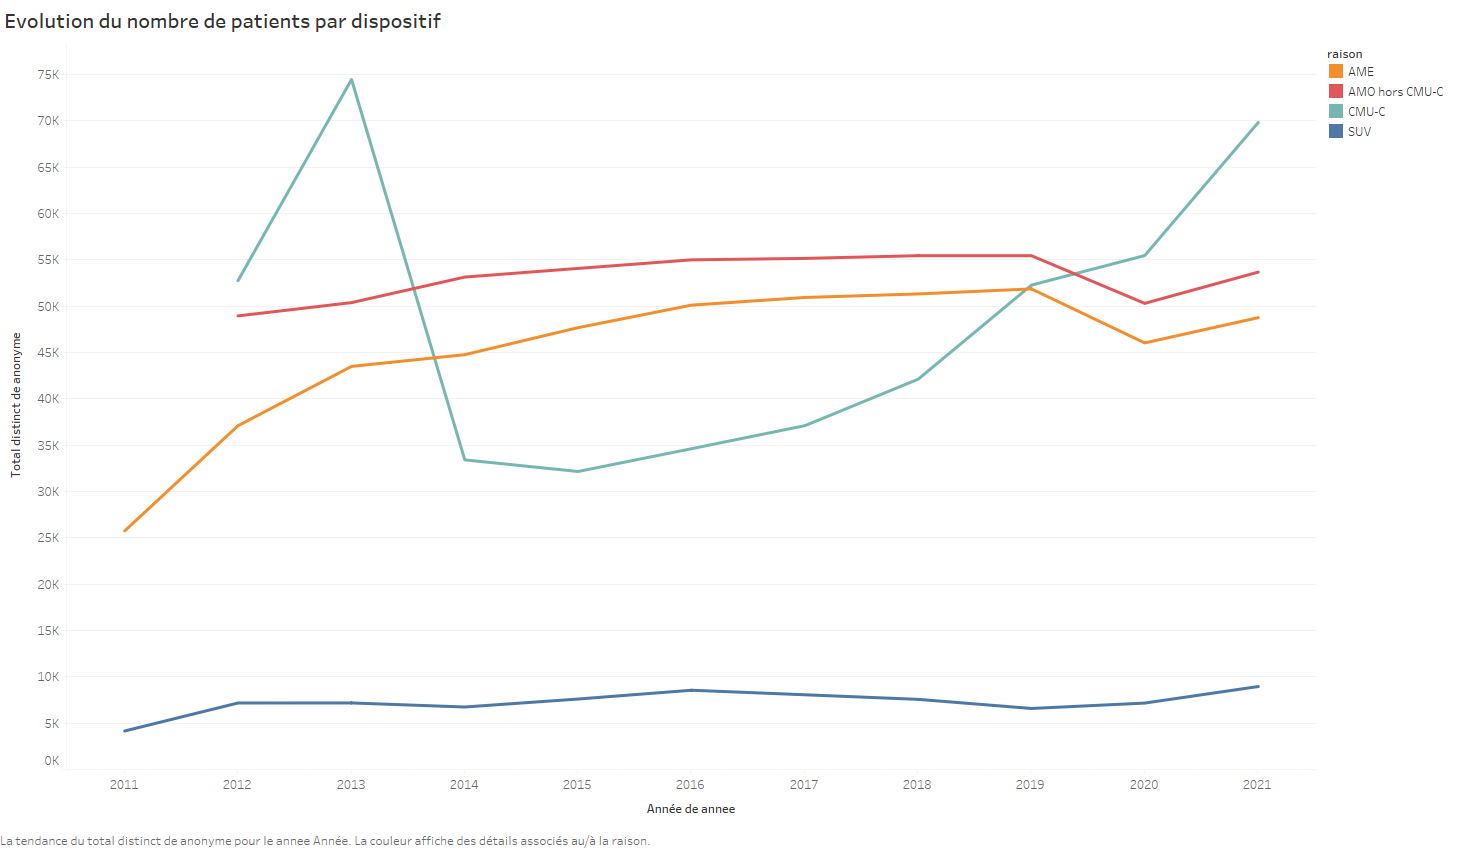 Evolution du nombre de patients par dispositif
raison
AME
AMO hors CMU-C
CMU-C
SUV
75K
70K
65K
60K
55K
50K
45K
40K
35K
30K
25K
20K
15K
10K
5K
0K
Total distinct de anonyme
2011 2012 2013 2014 2015 2016 2017 2018 2019 2020 2021
Année de annee
La tendance du total distinct de anonyme pour le annee Année. La couleur affiche des détails associés au/à la raison.